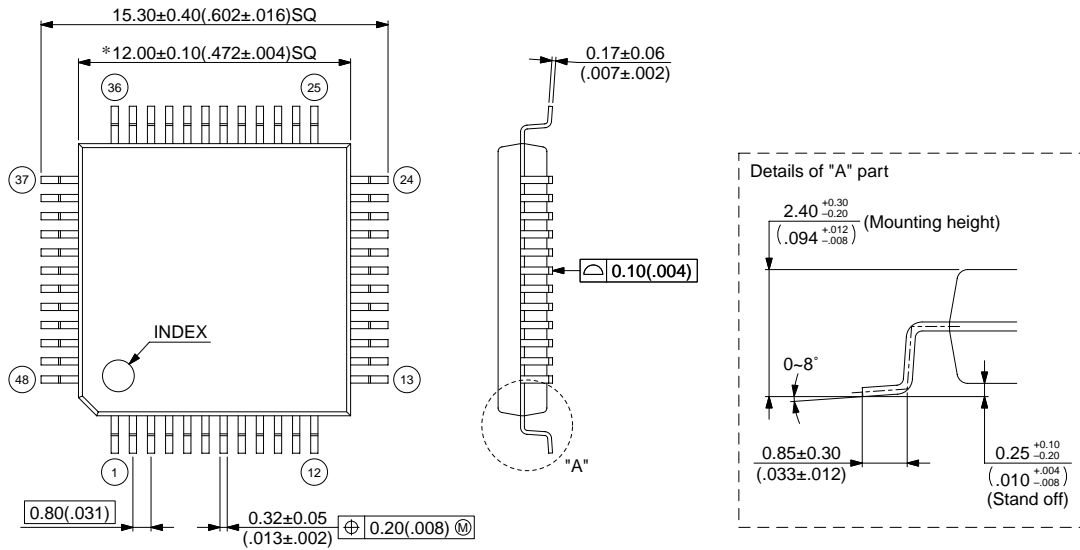 15.30±0.40(.602±.016)SQ
*12.00±0.10(.472±.004)SQ
0.17±0.06
(.007±.002)
36
25
37
24
Details of "A" part
2.40 +0.30 -0.20
(.094 +.012 -.008)
(Mounting height)
0.10(.004)
INDEX
0~8°
48
13
1
12
"A"
0.85±0.30
(.033±.012)
0.25 +0.10 -0.20
(.010 +.004 -.008)
(Stand off)
0.80(.031)
0.32±0.05
(.013±.002)
⌖ 0.20(.008) Ⓜ